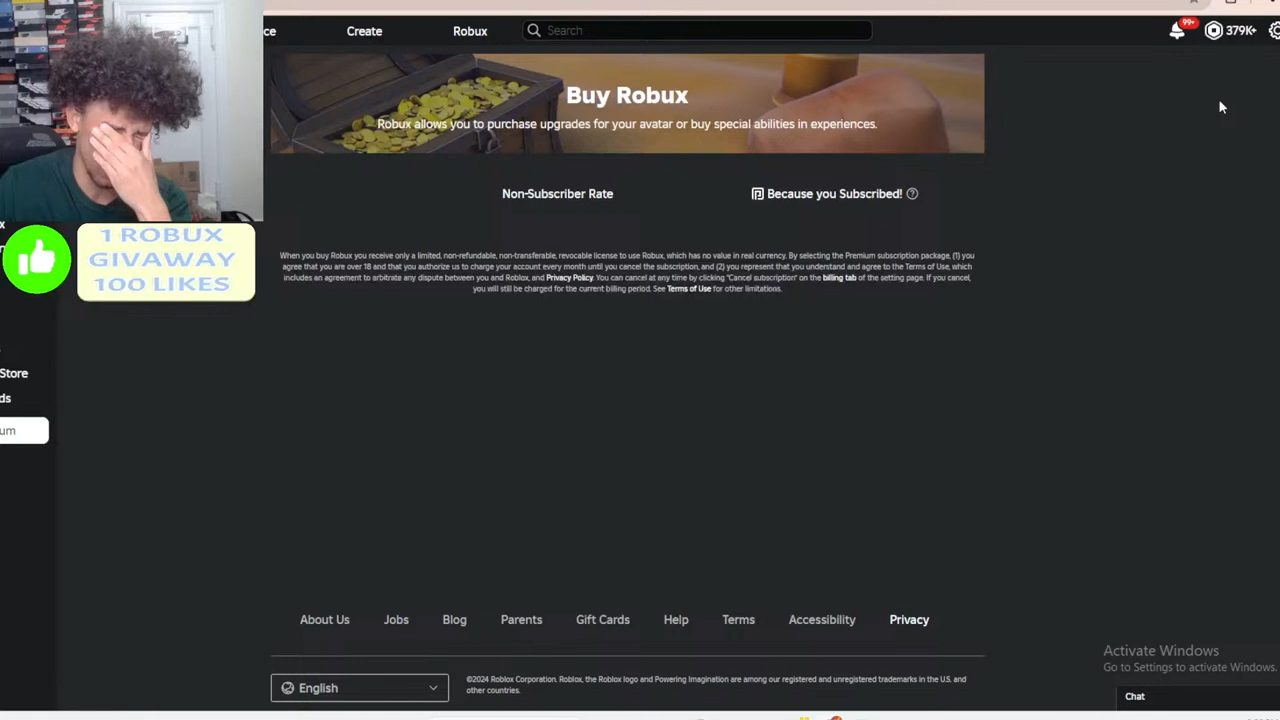 ce
Create
Robux
Search
99+
379K+
Buy Robux
Robux allows you to purchase upgrades for your avatar or buy special abilities in experiences.
Non-Subscriber Rate
Because you Subscribed!
1 ROBUX
GIVAWAY
100 LIKES
When you buy Robux you receive only a limited, non-refundable, non-transferable, revocable license to use Robux, which has no value in real currency. By selecting the Premium subscription package, (1) you
agree that you are over 18 and that you authorize us to charge your account every month until you cancel the subscription, and (2) you represent that you understand and agree to the Terms of Use, which
includes an agreement to arbitrate any dispute between you and Roblox, and Privacy Policy. You can cancel at any time by clicking "Cancel subscription" on the billing tab of the setting page. If you cancel,
you will still be charged for the current billing period. See Terms of Use for other limitations.
Store
ds
um
About Us
Jobs
Blog
Parents
Gift Cards
Help
Terms
Accessibility
Privacy
Activate Windows
Go to Settings to activate Windows.
English
©2024 Roblox Corporation. Roblox, the Roblox logo and Powering Imagination are among our registered and unregistered trademarks in the U.S. and
other countries.
Chat